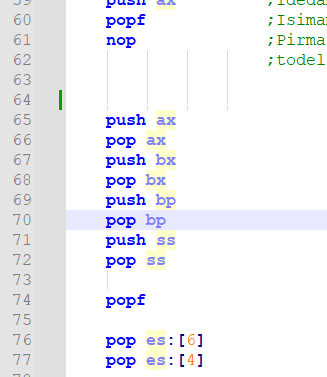 59 push ax ;Idedam
60 popf ;Isiman
61 nop ;Pirma
62 ;todel
63
64
65 push ax
66 pop ax
67 push bx
68 pop bx
69 push bp
70 pop bp
71 push ss
72 pop ss
73
74 popf
75
76 pop es:[6]
77 pop es:[4]